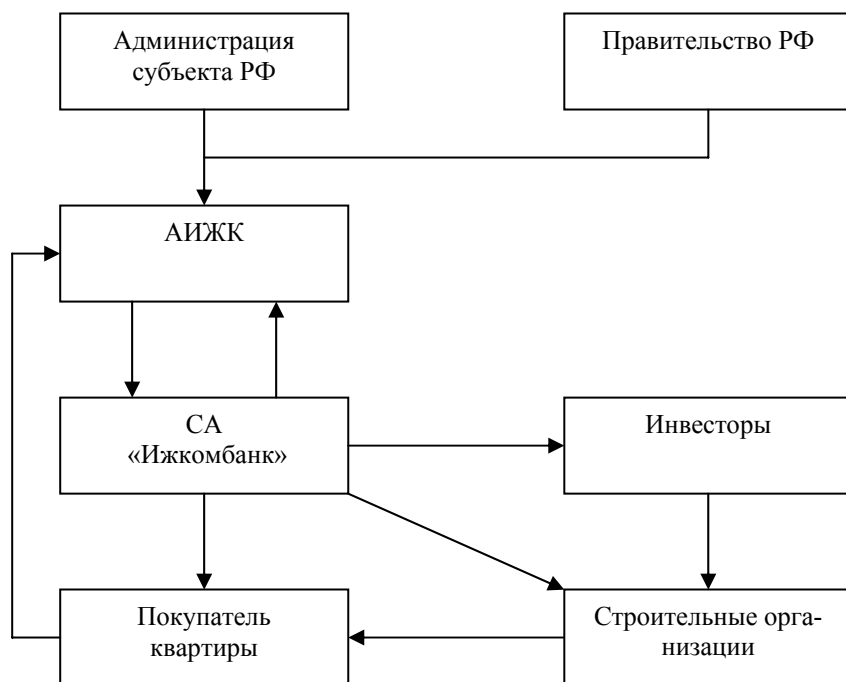 Администрация
субъекта РФ
Правительство РФ
АИЖК
СА
«Ижкомбанк»
Инвесторы
Покупатель
квартиры
Строительные орга-
низации